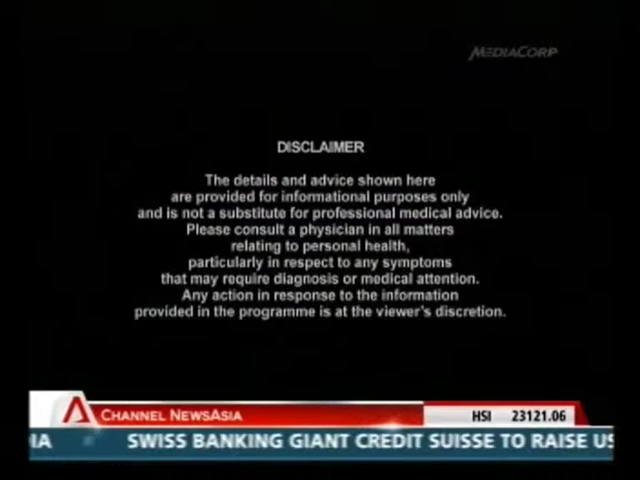 MEDIACORP
DISCLAIMER
The details and advice shown here
are provided for informational purposes only
and is not a substitute for professional medical advice.
Please consult a physician in all matters
relating to personal health,
particularly in respect to any symptoms
that may require diagnosis or medical attention.
Any action in response to the information
provided in the programme is at the viewer's discretion.
CHANNEL NEWSASIA
HSI 23121.06
IA SWISS BANKING GIANT CREDIT SUISSE TO RAISE US